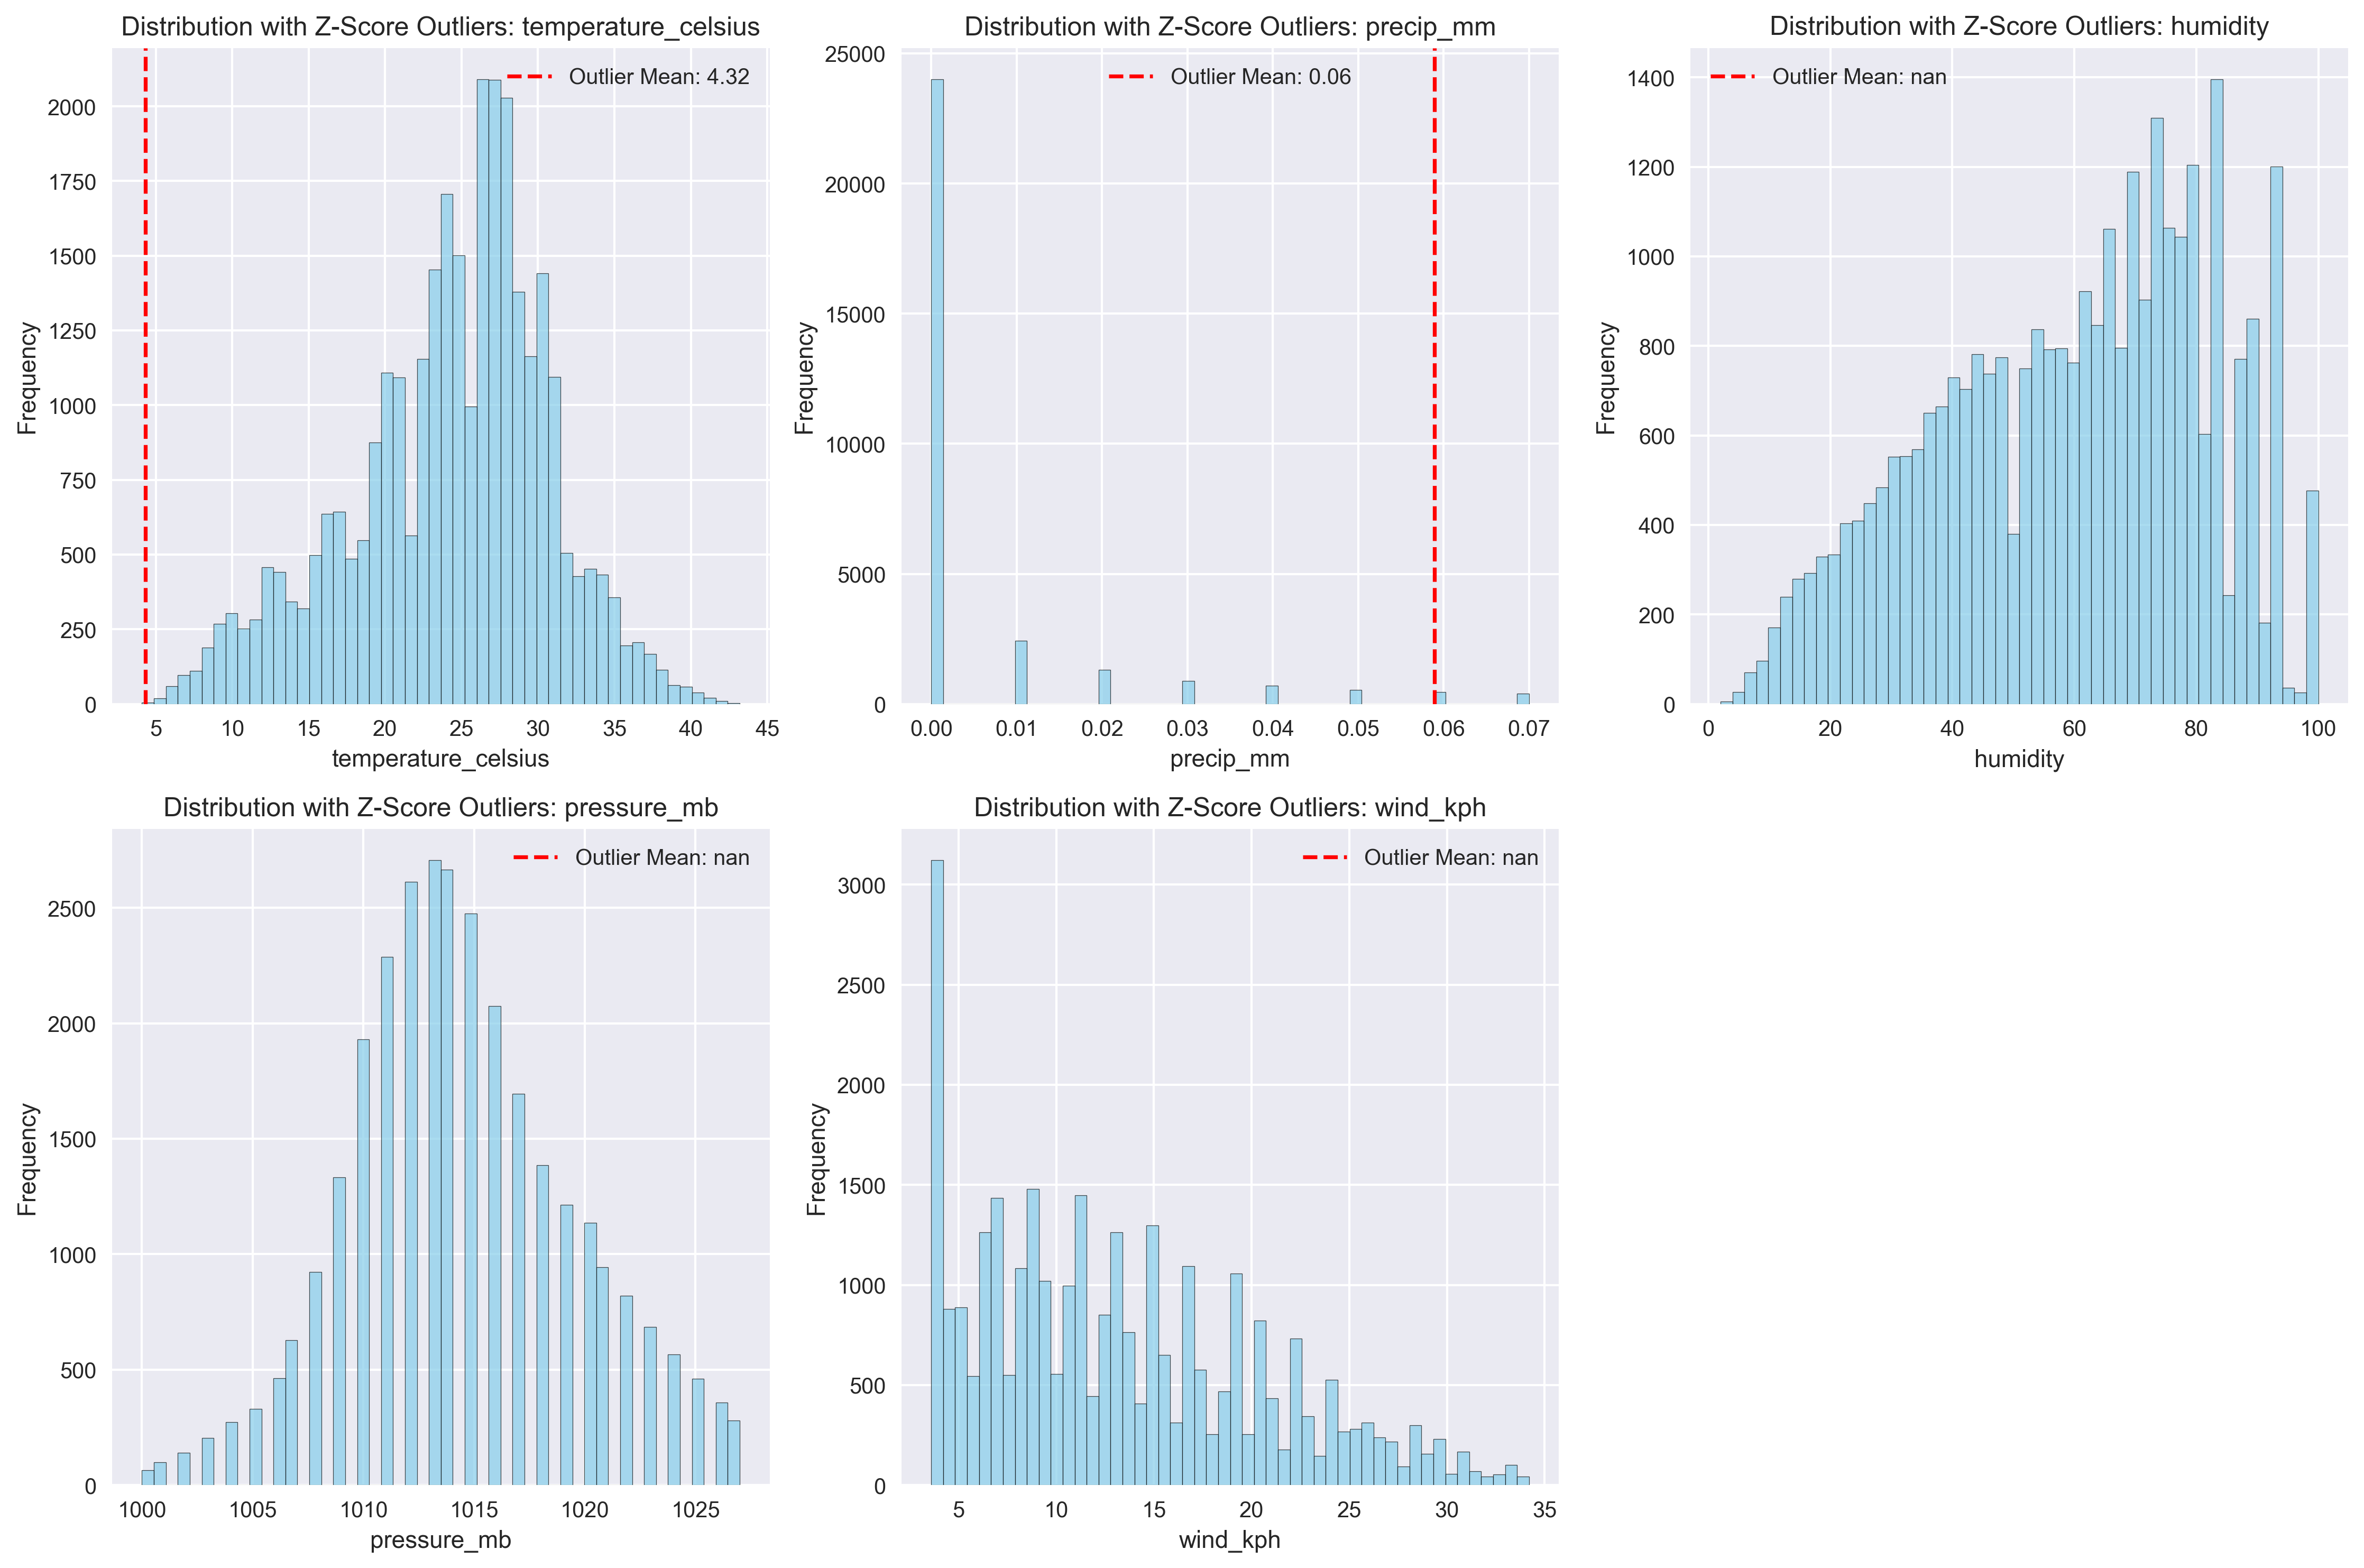 Distribution with Z-Score Outliers: temperature_celsius
Outlier Mean: 4.32
Frequency
2000
1750
1500
1250
1000
750
500
250
0
5 10 15 20 25 30 35 40 45
temperature_celsius
Distribution with Z-Score Outliers: precip_mm
Outlier Mean: 0.06
Frequency
25000
20000
15000
10000
5000
0
0.00 0.01 0.02 0.03 0.04 0.05 0.06 0.07
precip_mm
Distribution with Z-Score Outliers: humidity
Outlier Mean: nan
Frequency
1400
1200
1000
800
600
400
200
0
0 20 40 60 80 100
humidity
Distribution with Z-Score Outliers: pressure_mb
Outlier Mean: nan
Frequency
2500
2000
1500
1000
500
0
1000 1005 1010 1015 1020 1025
pressure_mb
Distribution with Z-Score Outliers: wind_kph
Outlier Mean: nan
Frequency
3000
2500
2000
1500
1000
500
0
5 10 15 20 25 30 35
wind_kph